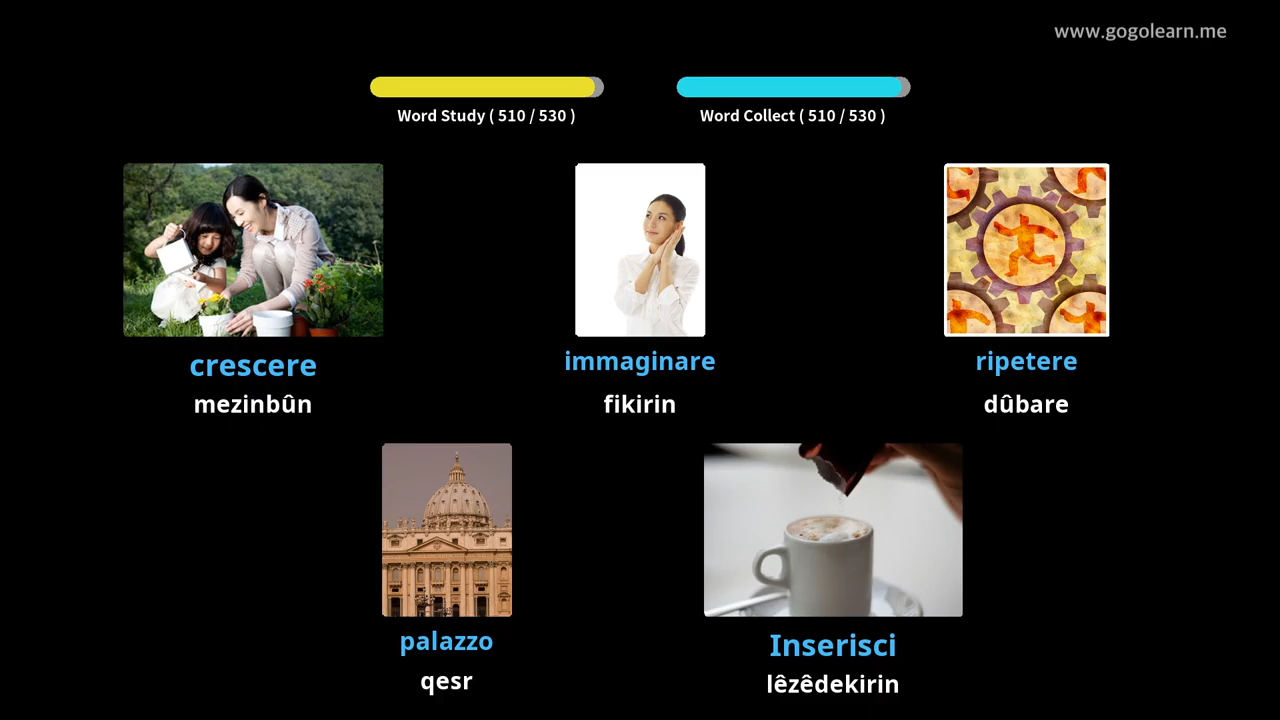 www.gogolearn.me
Word Study ( 510 / 530 )
Word Collect ( 510 / 530 )
crescere
mezinbûn
immaginare
fikirin
ripetere
dûbare
palazzo
qesr
Inserisci
lêzêdekirin